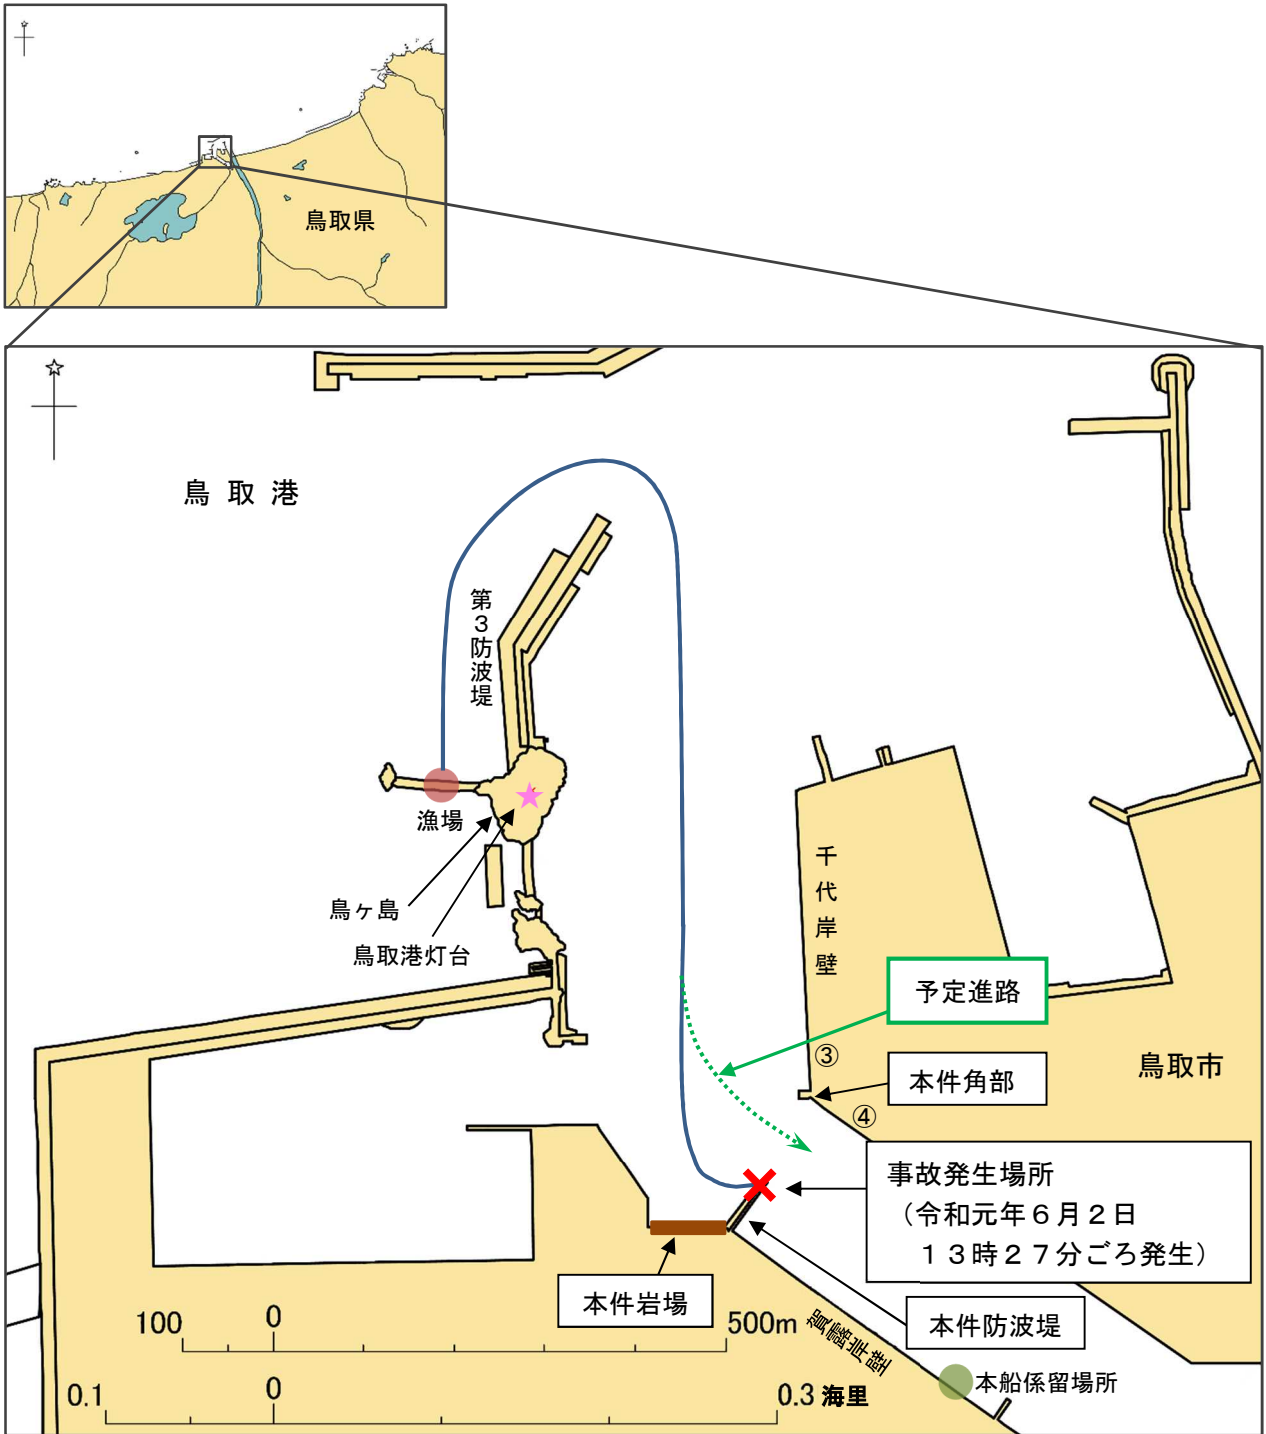 鳥取県
鳥取港
第3防波堤
漁場
鳥ヶ島
鳥取港灯台
千代岸壁
予定進路
③
本件角部
④
鳥取市
事故発生場所
（令和元年６月２日
１３時２７分ごろ発生）
本件岩場
本件防波堤
賀露岸壁
本船係留場所
100 0 500m
0.1 0 0.3 海里